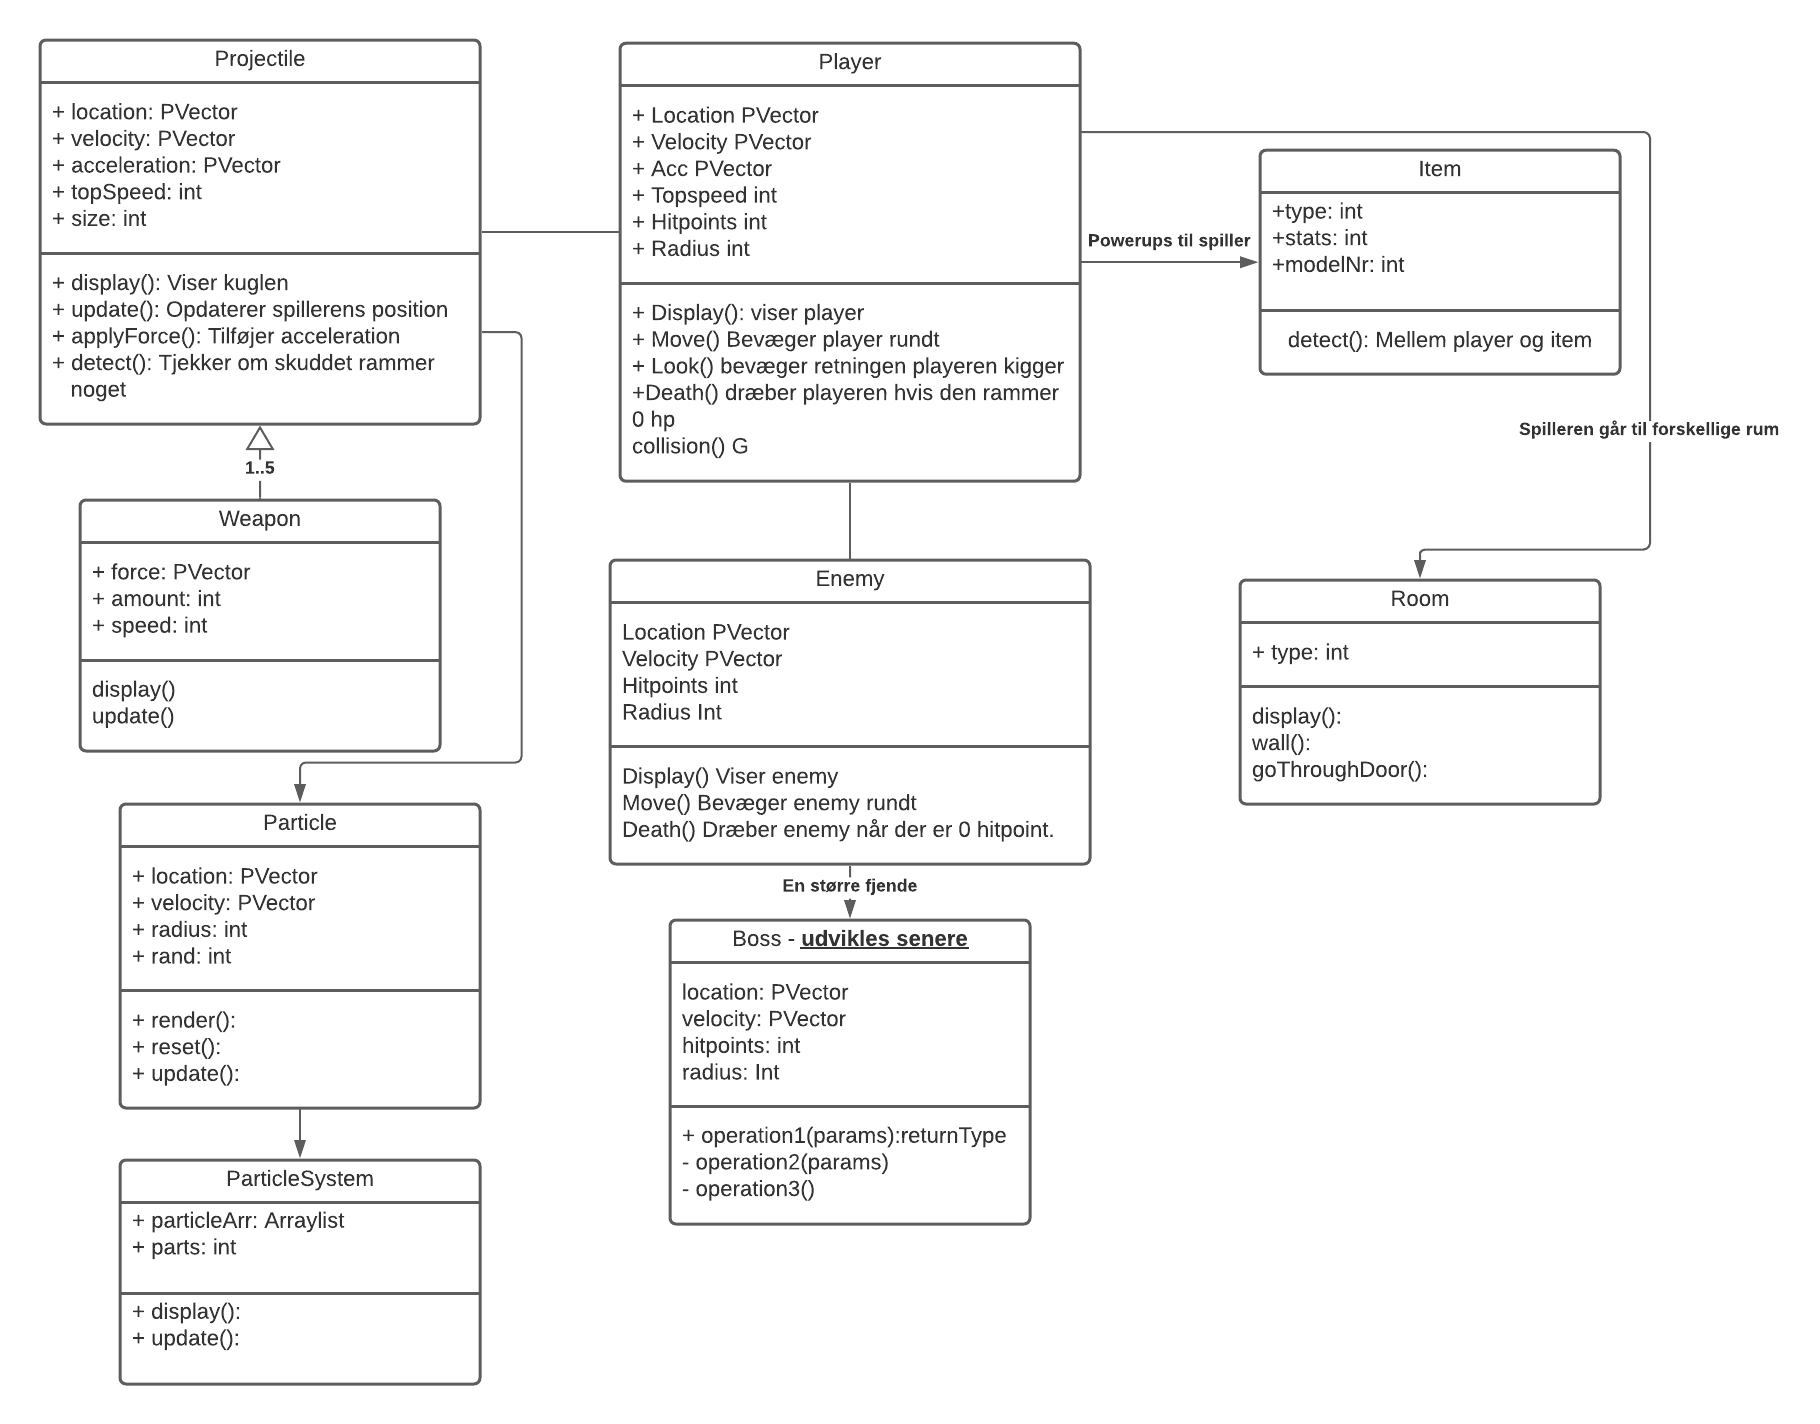 Projectile
+ location: PVector
+ velocity: PVector
+ acceleration: PVector
+ topSpeed: int
+ size: int
+ display(): Viser kuglen
+ update(): Opdaterer spillerens position
+ applyForce(): Tilføjer acceleration
+ detect(): Tjekker om skuddet rammer
noget
1..5
Weapon
+ force: PVector
+ amount: int
+ speed: int
display()
update()
Particle
+ location: PVector
+ velocity: PVector
+ radius: int
+ rand: int
+ render():
+ reset():
+ update():
ParticleSystem
+ particleArr: Arraylist
+ parts: int
+ display():
+ update():
Player
+ Location PVector
+ Velocity PVector
+ Acc PVector
+ Topspeed int
+ Hitpoints int
+ Radius int
+ Display(): viser player
+ Move() Bevæger player rundt
+ Look() bevæger retningen playeren kigger
+Death() dræber playeren hvis den rammer
0 hp
collision() G
Enemy
Location PVector
Velocity PVector
Hitpoints int
Radius Int
Display() Viser enemy
Move() Bevæger enemy rundt
Death() Dræber enemy når der er 0 hitpoint.
En større fjende
Boss - udvikles senere
location: PVector
velocity: PVector
hitpoints: int
radius: Int
+ operation1(params):returnType
- operation2(params)
- operation3()
Powerups til spiller
Item
+type: int
+stats: int
+modelNr: int
detect(): Mellem player og item
Spilleren går til forskellige rum
Room
+ type: int
display():
wall():
goThroughDoor():